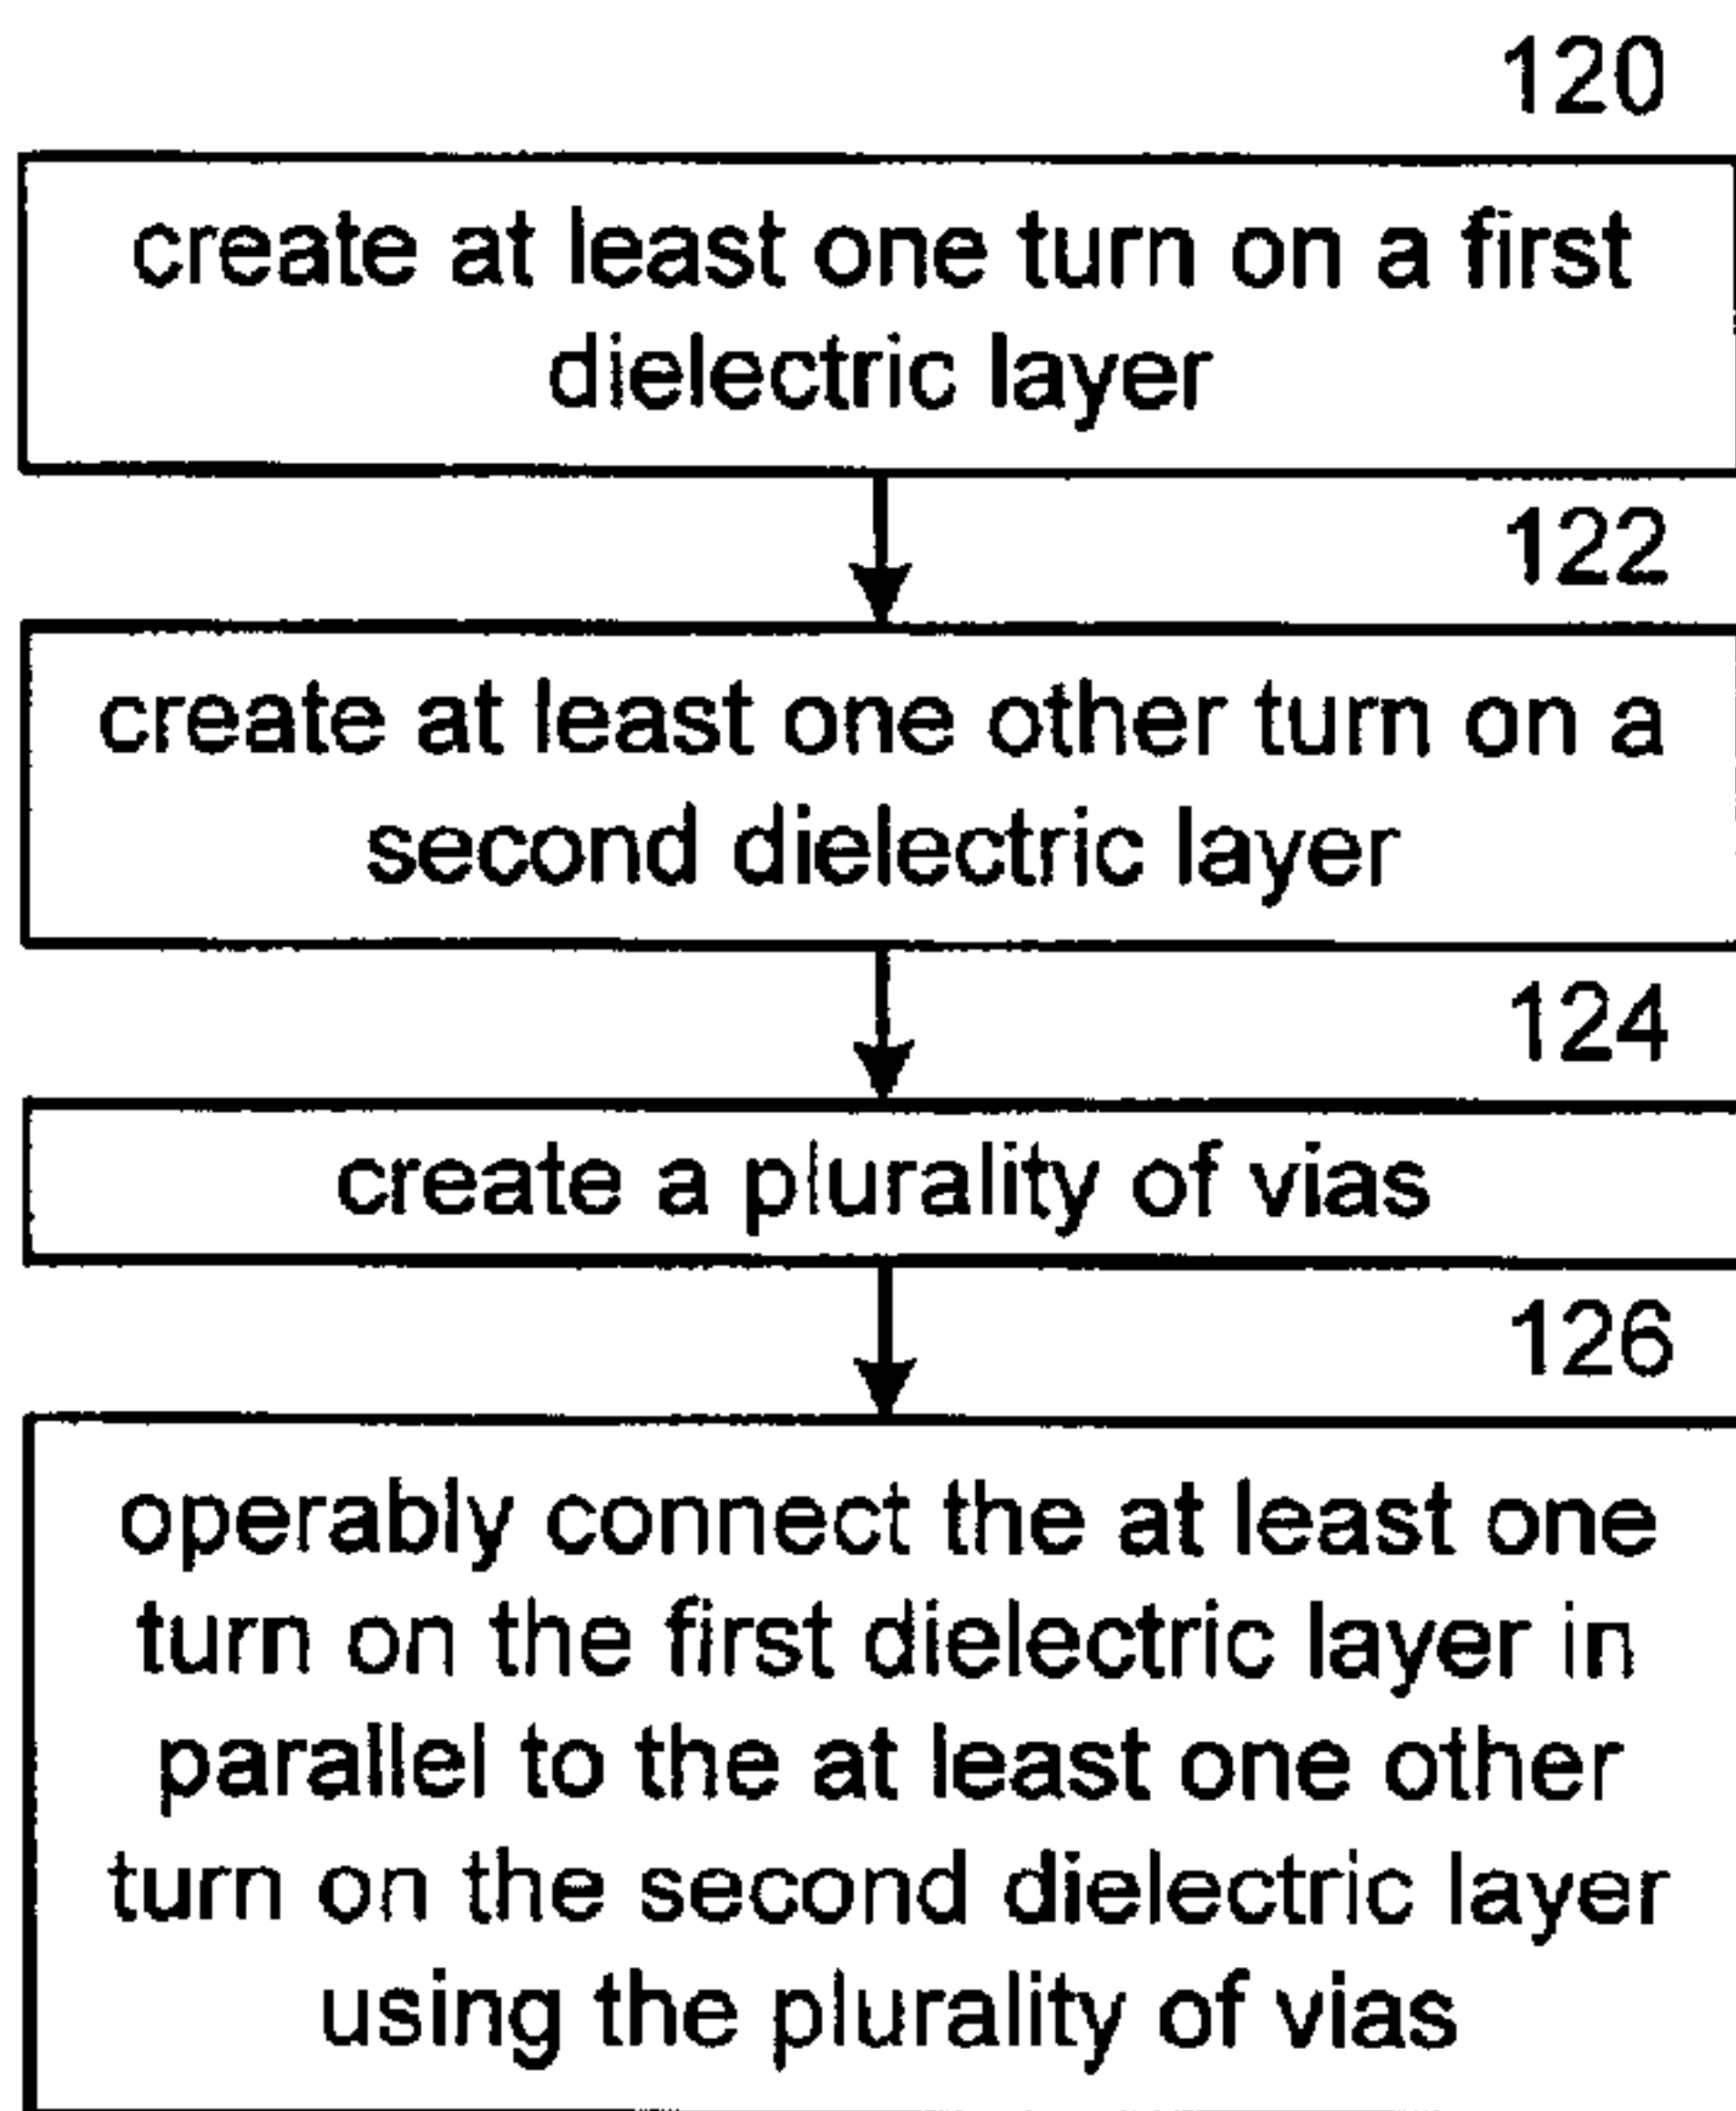 120
create at least one turn on a first
dielectric layer
122
create at least one other turn on a
second dielectric layer
124
create a plurality of vias
126
operably connect the at least one
turn on the first dielectric layer in
parallel to the at least one other
turn on the second dielectric layer
using the plurality of vias